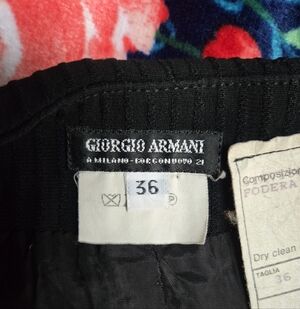 GIORGIO ARMANI
A MILANO-BORGONUOVO 21
36
P
Composizion
FODERA
Dry clean
TAGLIA
36